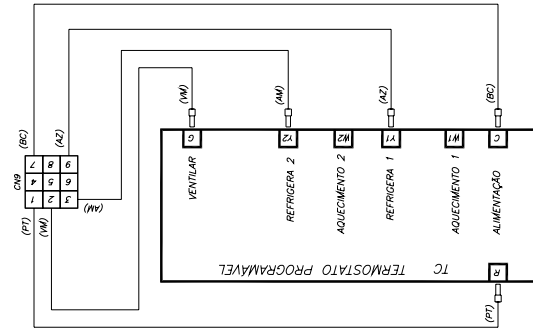 (BC)
(AZ)
7 8 9
4 5 6
1 2 3
CN9
(PT)
(VM)
(AM)
(VM)
(AM)
(AZ)
(BC)
G
Y2
W2
Y1
W1
C
VENTILAR
REFRIGERA 2
AQUECIMENTO 2
REFRIGERA 1
AQUECIMENTO 1
ALIMENTAÇÃO
TC TERMOSTATO PROGRAMAVEL
R
(PT)